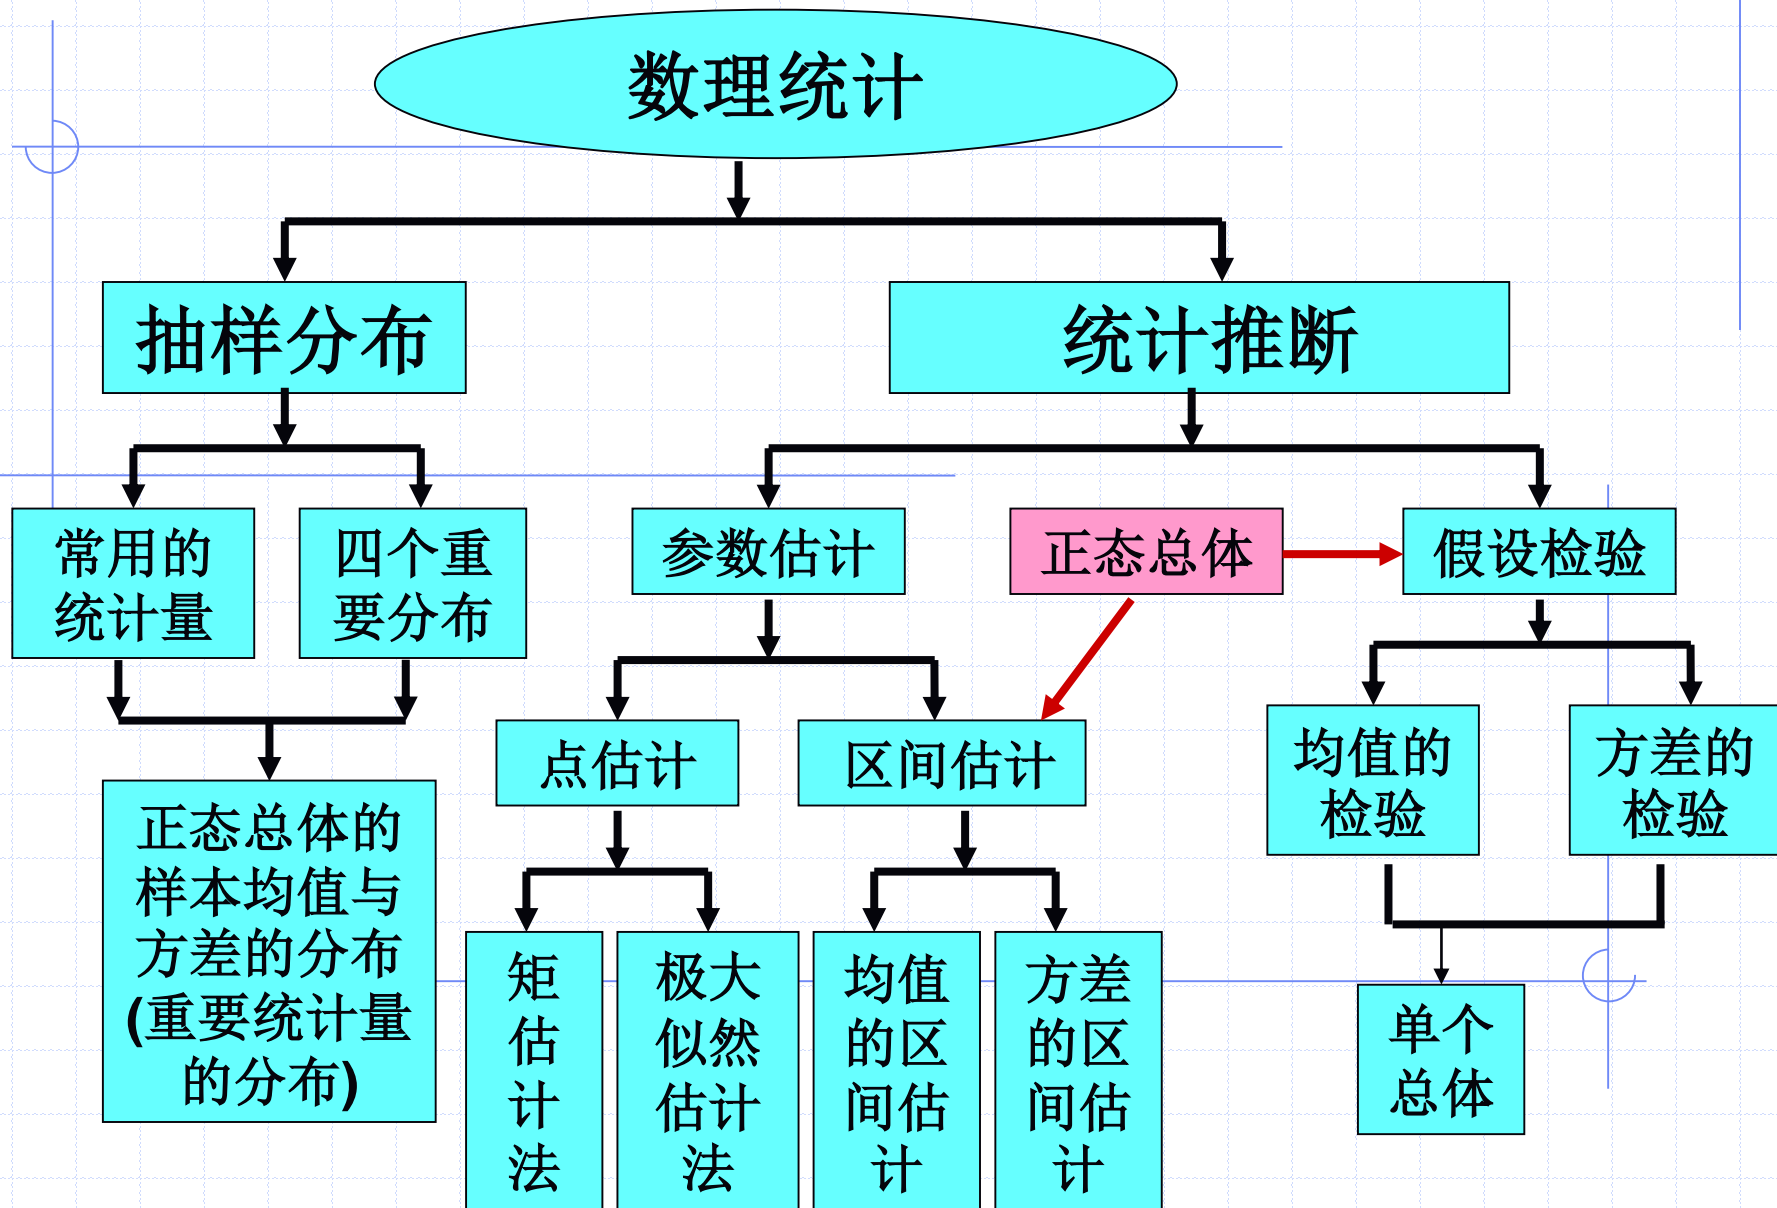 数理统计
抽样分布
统计推断
常用的
统计量
四个重
要分布
参数估计
正态总体
假设检验
点估计
区间估计
均值的
检验
方差的
检验
正态总体的
样本均值与
方差的分布
(重要统计量
的分布)
矩
估
计
法
极大
似然
估计
法
均值
的区
间估
计
方差
的区
间估
计
单个
总体